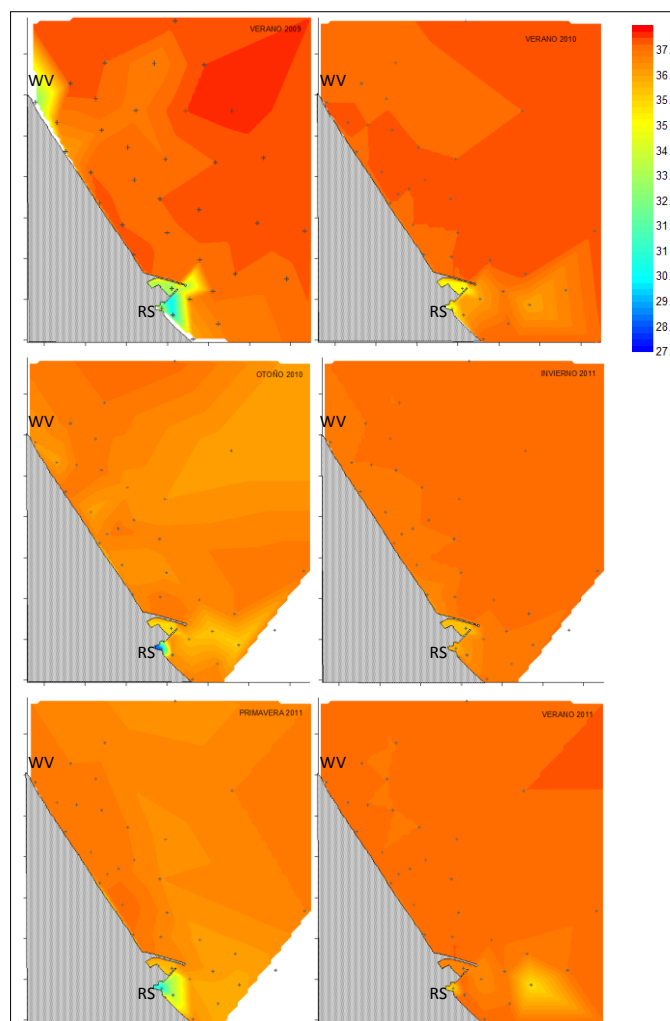 VERANO 2009
WV
RS
VERANO 2010
WV
RS
37
36
35
34
33
32
31
30
29
28
27
OTOÑO 2010
WV
RS
INVIERNO 2011
WV
RS
PRIMAVERA 2011
WV
RS
VERANO 2011
WV
RS